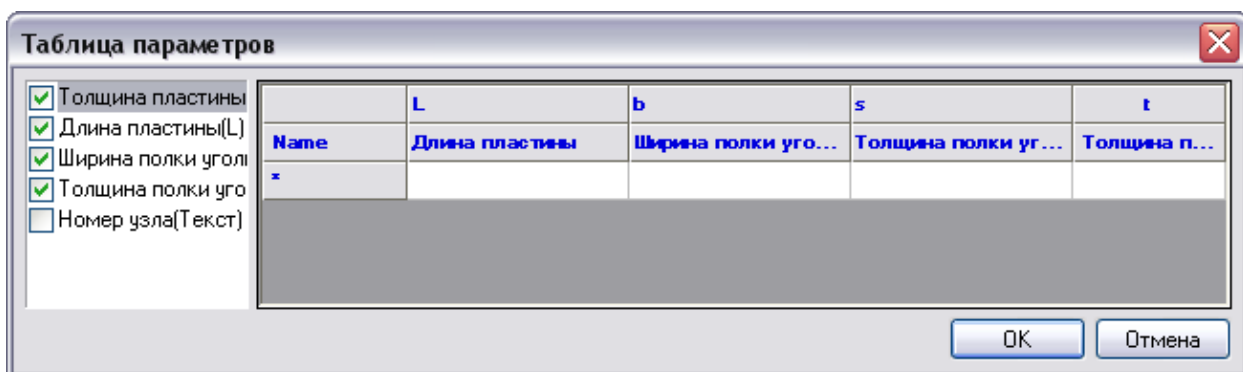 Таблица параметров
Толщина пластины
Длина пластины(L)
Ширина полки угол
Толщина полки уго
Номер узла(Текст)
L b s t
Name Длина пластины Ширина полки уго... Толщина полки уг... Толщина п...
*
OK Отмена